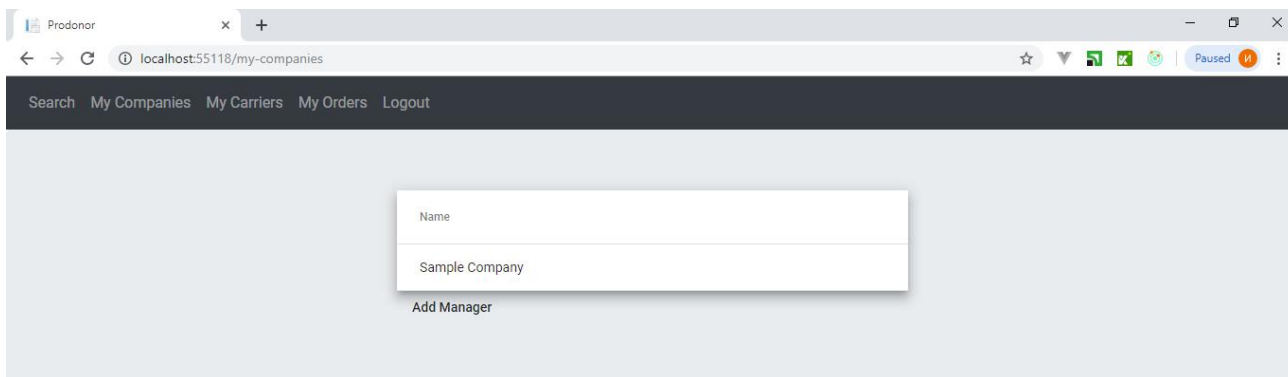 Prodonor
localhost:55118/my-companies
Paused И
Search My Companies My Carriers My Orders Logout
Name
Sample Company
Add Manager